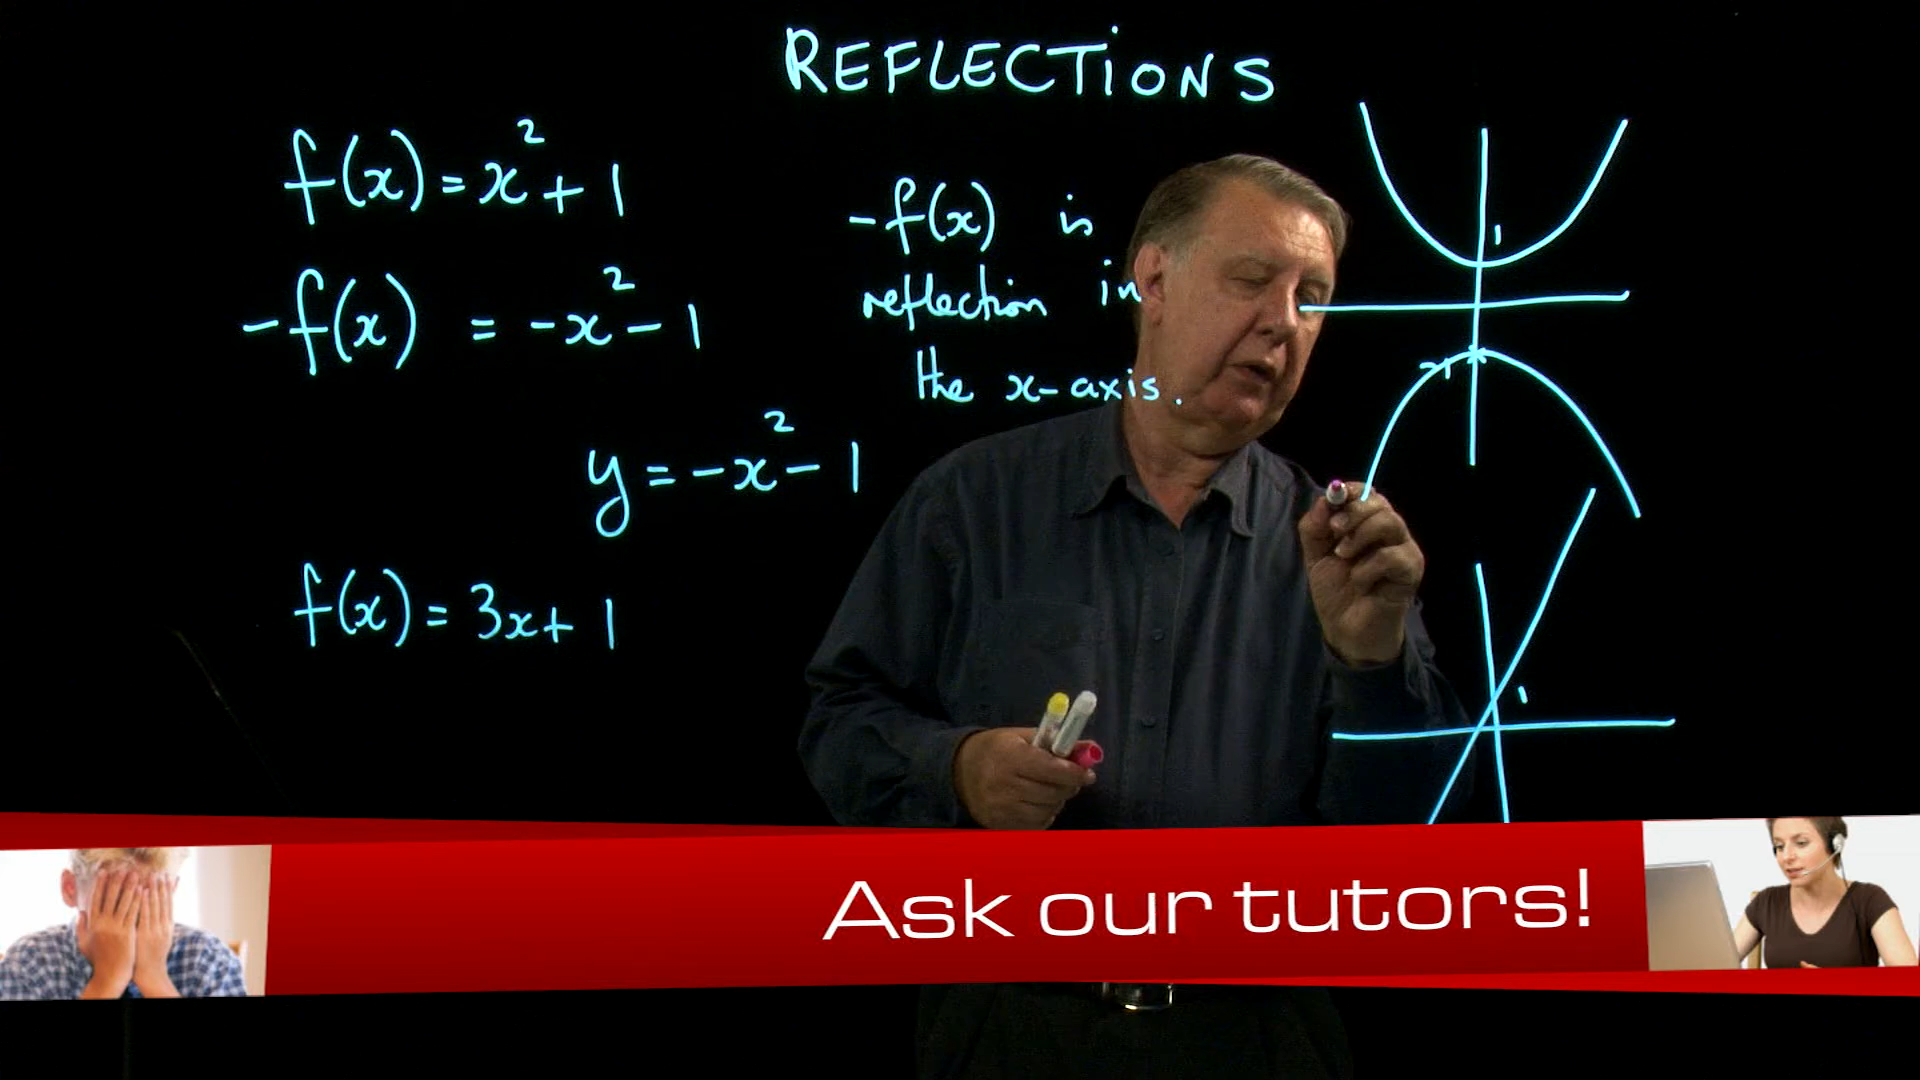 REFLECTIONS
f(x) = x² + 1
-f(x) = -x² - 1
y = -x² - 1
f(x) = 3x + 1
-f(x) is
reflection in
the x-axis.
1
-1
1
Ask our tutors!